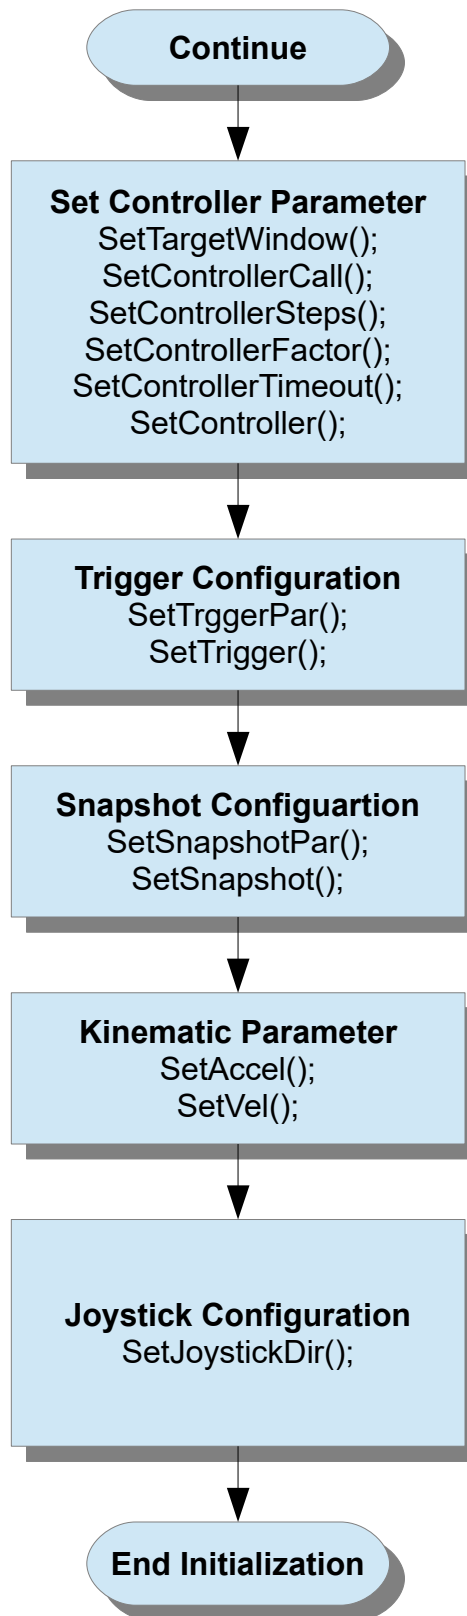 Continue
Set Controller Parameter
SetTargetWindow();
SetControllerCall();
SetControllerSteps();
SetControllerFactor();
SetControllerTimeout();
SetController();
Trigger Configuration
SetTrggerPar();
SetTrigger();
Snapshot Configuartion
SetSnapshotPar();
SetSnapshot();
Kinematic Parameter
SetAccel();
SetVel();
Joystick Configuration
SetJoystickDir();
End Initialization